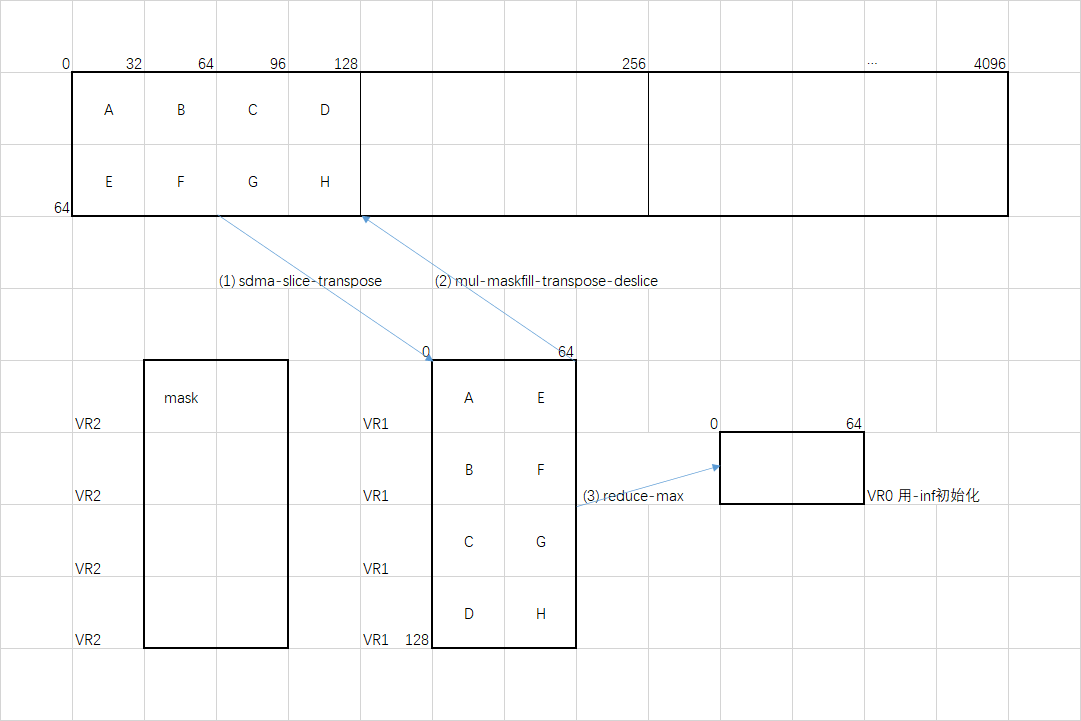 0 32 64 96 128 256 ... 4096
A B C D
E F G H
64
(1) sdma-slice-transpose (2) mul-maskfill-transpose-deslice
0 64
mask A E
VR2 VR1 0 64
B F
VR2 VR1 (3) reduce-max VR0 用-inf初始化
C G
VR2 VR1
D H
VR2 VR1 128